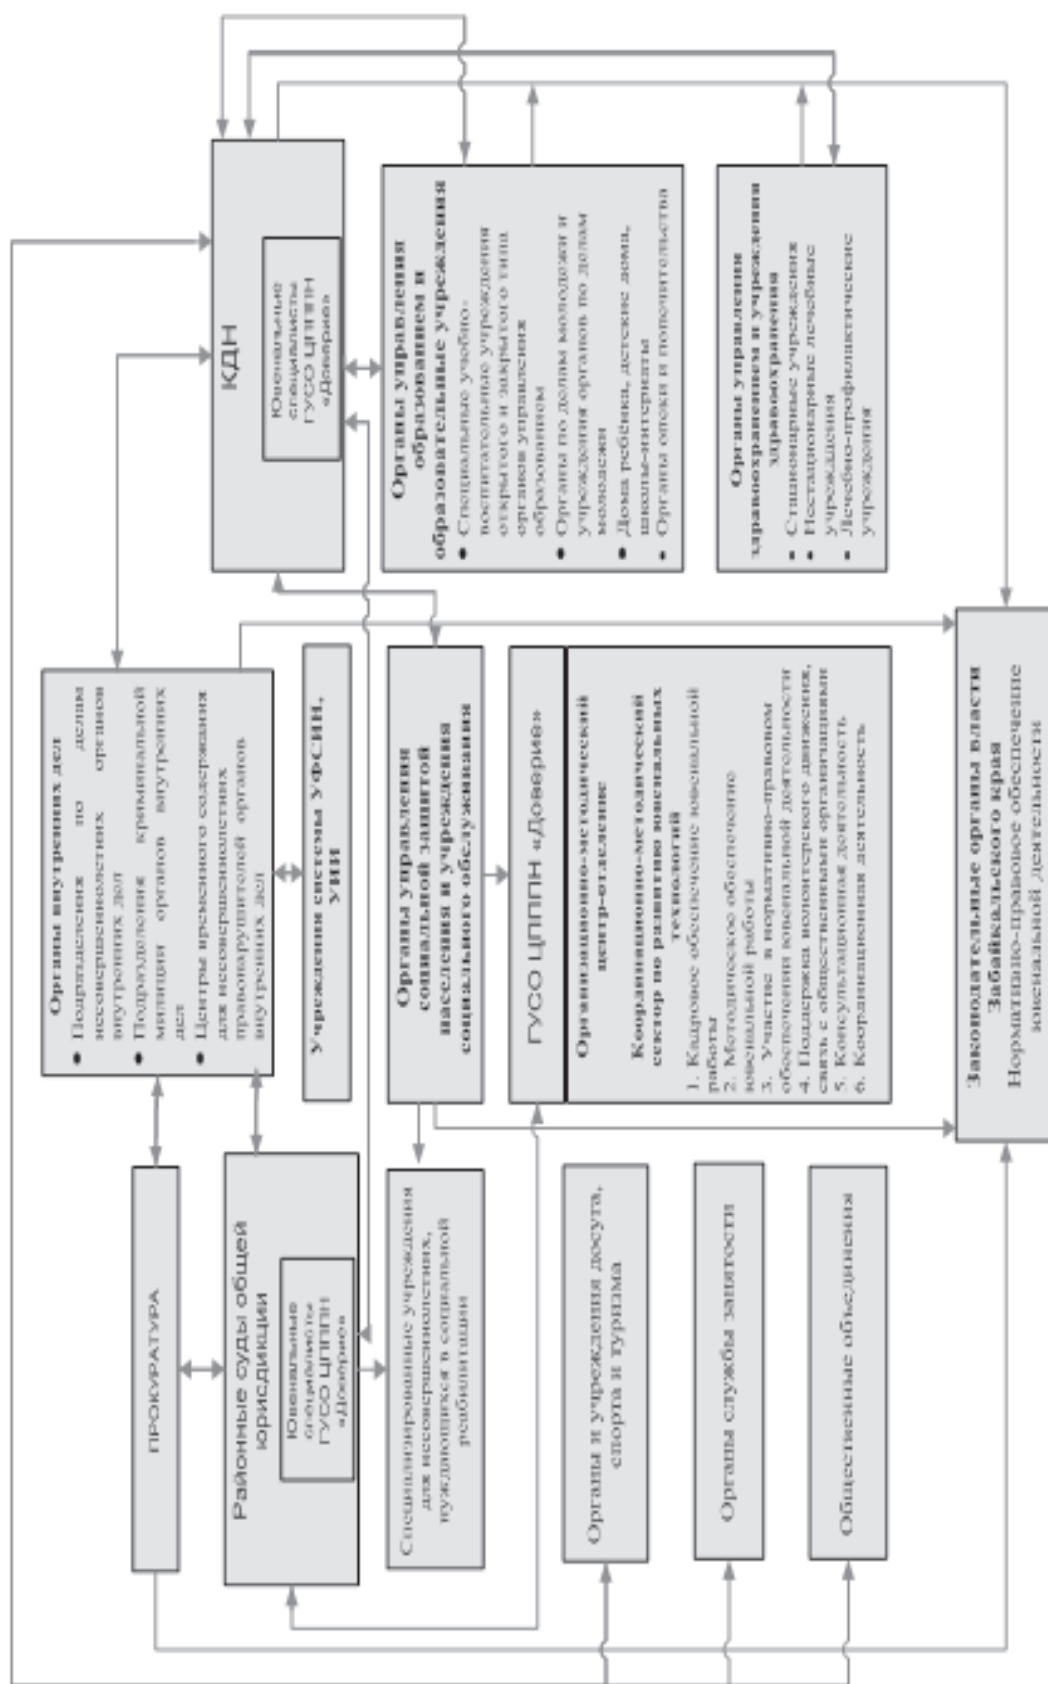 ПРОКУРАТУРА
Районные суды общей
юрисдикции
Ювенальные
специалисты
ГУСО ЦППН
«Доверие»
Специализированные учреждения
для несовершеннолетних,
нуждающихся в социальной
реабилитации
Органы и учреждения досуга,
спорта и туризма
Органы службы занятости
Общественные объединения
Органы внутренних дел
● Подразделения по делам
несовершеннолетних органов
внутренних дел
● Подразделения криминальной
милиции органов внутренних
дел
● Центры временного содержания
для несовершеннолетних
правонарушителей органов
внутренних дел
Учреждения системы УФСИН,
УИИ
Органы управления
социальной защитой
населения и учреждения
социального обслуживания
ГУСО ЦППН «Доверие»
Организационно-методический
центр-отделение
Координационно-методический
сектор по развитию ювенальных
технологий
1. Кадровое обеспечение ювенальной
работы
2. Методическое обеспечение
ювенальной работы
3. Участие в нормативно-правовом
обеспечении ювенальной деятельности
4. Поддержка волонтерского движения,
связь с общественными организациями
5. Консультационная деятельность
6. Координационная деятельность
Законодательные органы власти
Забайкальского края
Нормативно-правовое обеспечение
ювенальной деятельности
КДН
Ювенальные
специалисты
ГУСО ЦППН
«Доверие»
Органы управления
образованием и
образовательные учреждения
● Специальные учебно-
воспитательные учреждения
открытого и закрытого типа
органов управления
образованием
● Органы по делам молодежи и
учреждения органов по делам
молодежи
● Дома ребенка, детские дома,
школы-интернаты
● Органы опеки и попечительства
Органы управления
здравоохранением и учреждения
здравоохранения
• Стационарные учреждения
• Нестационарные лечебные
учреждения
• Лечебно-профилактические
учреждения